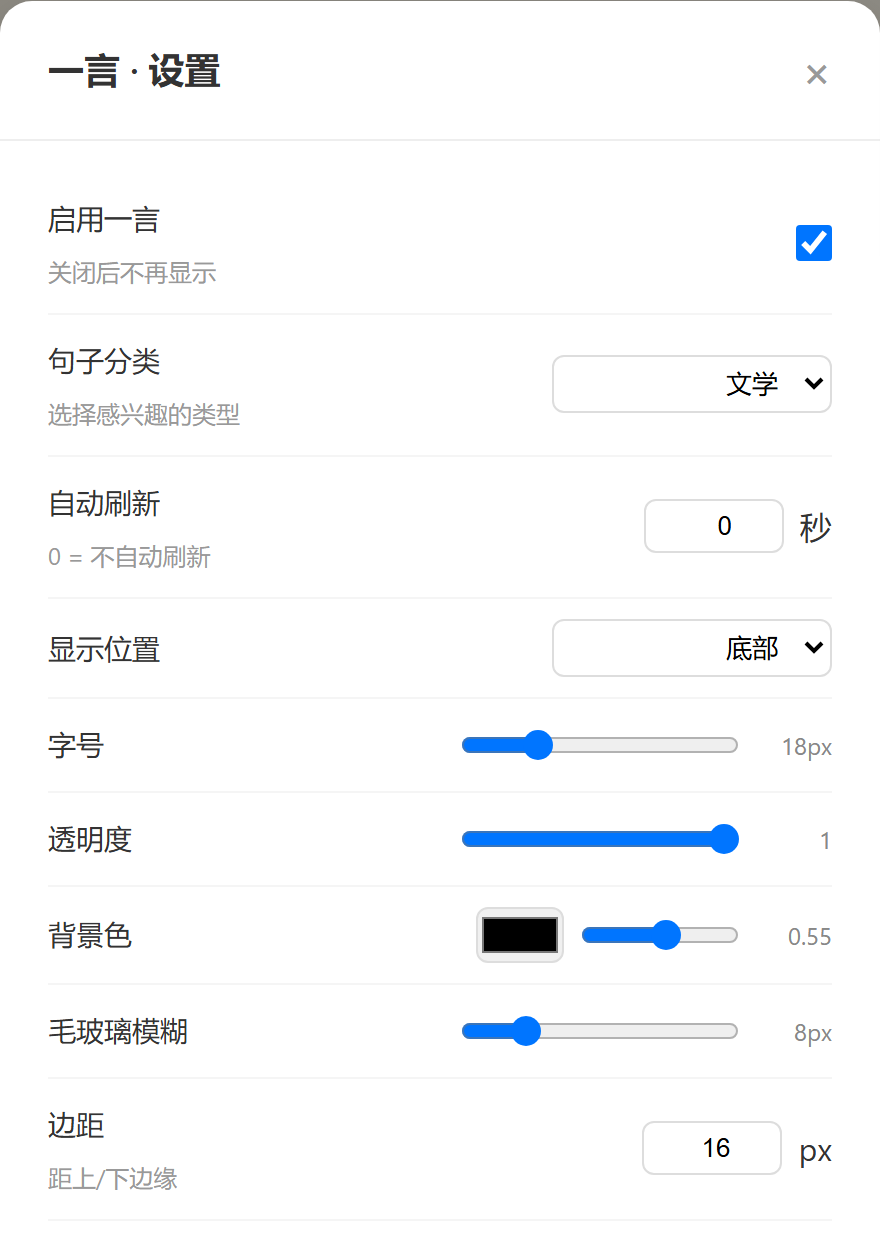 一言 · 设置
×
启用一言
关闭后不再显示
句子分类
选择感兴趣的类型
文学
自动刷新
0 = 不自动刷新
0 秒
显示位置
底部
字号
18px
透明度
1
背景色
0.55
毛玻璃模糊
8px
边距
距上/下边缘
16 px